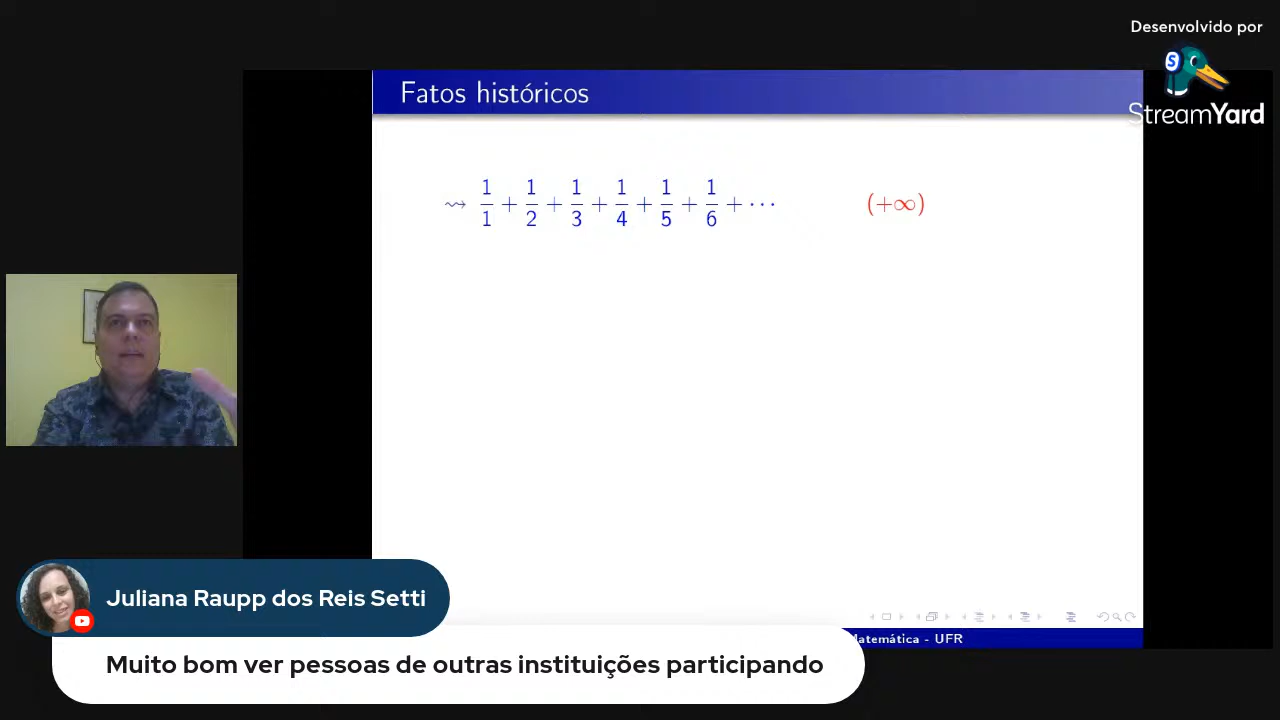 Desenvolvido por
StreamYard
Fatos históricos
⇝ 1/1 + 1/2 + 1/3 + 1/4 + 1/5 + 1/6 + ··· (+∞)
Matemática - UFR
Juliana Raupp dos Reis Setti
Muito bom ver pessoas de outras instituições participando